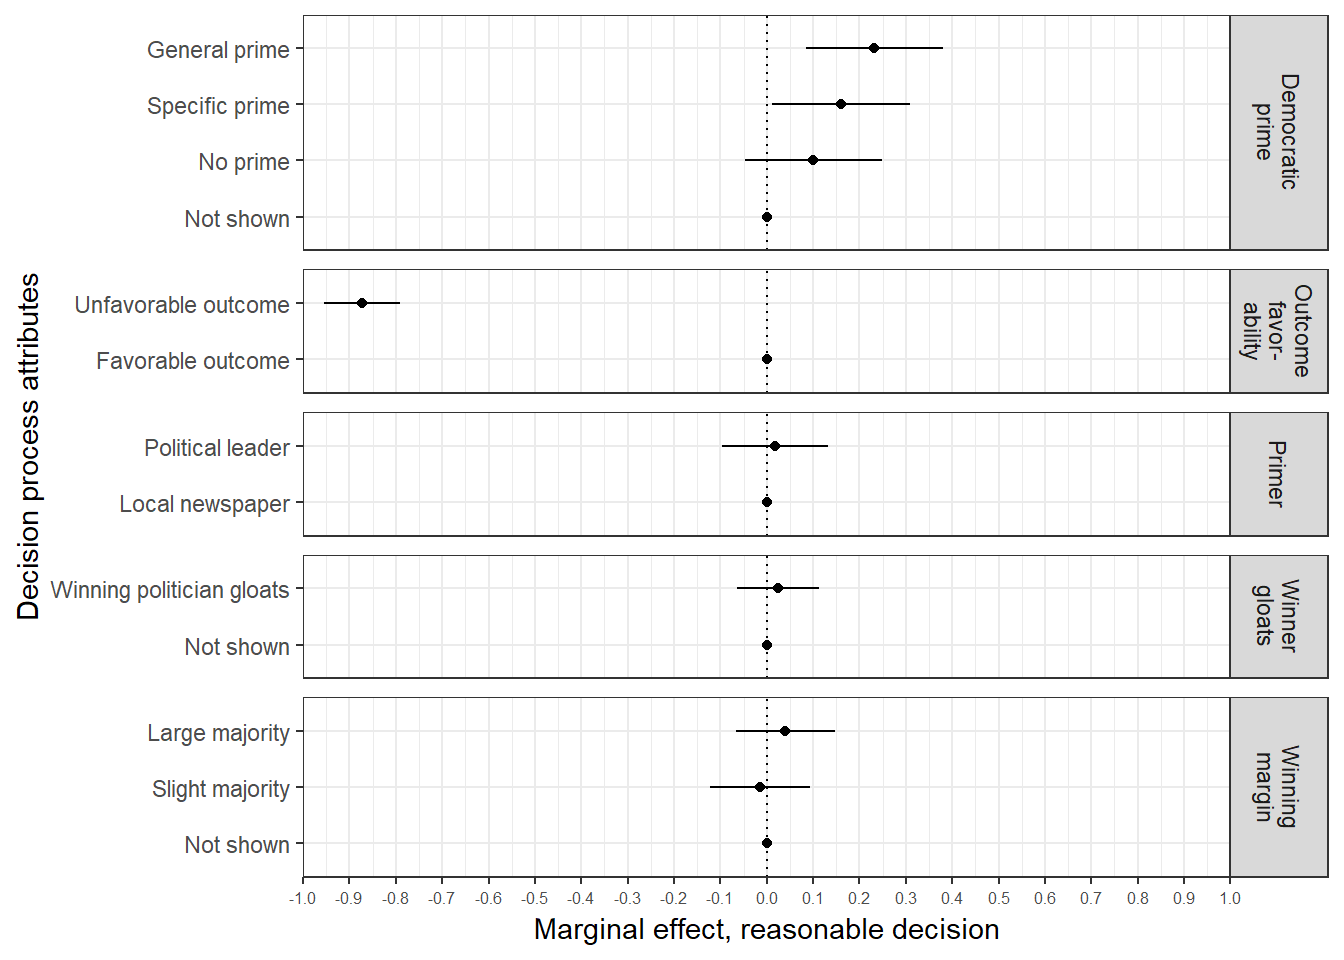 Decision process attributes
General prime
Specific prime
No prime
Not shown
Democratic
prime
Unfavorable outcome
Favorable outcome
Outcome
favor-
ability
Political leader
Local newspaper
Primer
Winning politician gloats
Not shown
Winner
gloats
Large majority
Slight majority
Not shown
Winning
margin
-1.0 -0.9 -0.8 -0.7 -0.6 -0.5 -0.4 -0.3 -0.2 -0.1 0.0 0.1 0.2 0.3 0.4 0.5 0.6 0.7 0.8 0.9 1.0
Marginal effect, reasonable decision